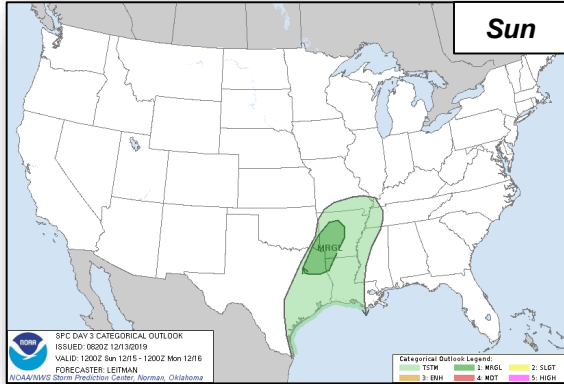 Sun
MRGL
NOAA
SPC DAY 3 CATEGORICAL OUTLOOK
ISSUED: 0820Z 12/13/2019
VALID: 1200Z Sun 12/15 - 1200Z Mon 12/16
FORECASTER: LEITMAN
NOAA/NWS Storm Prediction Center, Norman, Oklahoma
Categorical Outlook Legend:
TSTM 1: MRGL 2: SLGT
3: ENH 4: MDT 5: HIGH